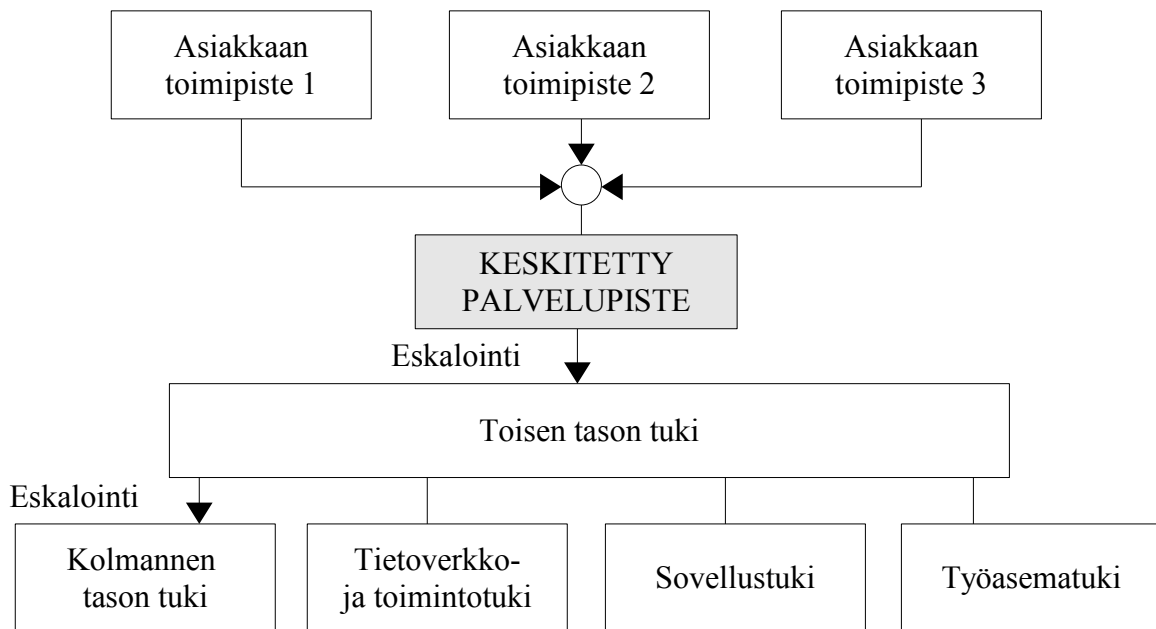 Asiakkaan
toimipiste 1
Asiakkaan
toimipiste 2
Asiakkaan
toimipiste 3
KESKITETTY
PALVELUPISTE
Eskalointi
Toisen tason tuki
Eskalointi
Kolmannen
tason tuki
Tietoverkko-
ja toimintotuki
Sovellustuki
Työasematuki